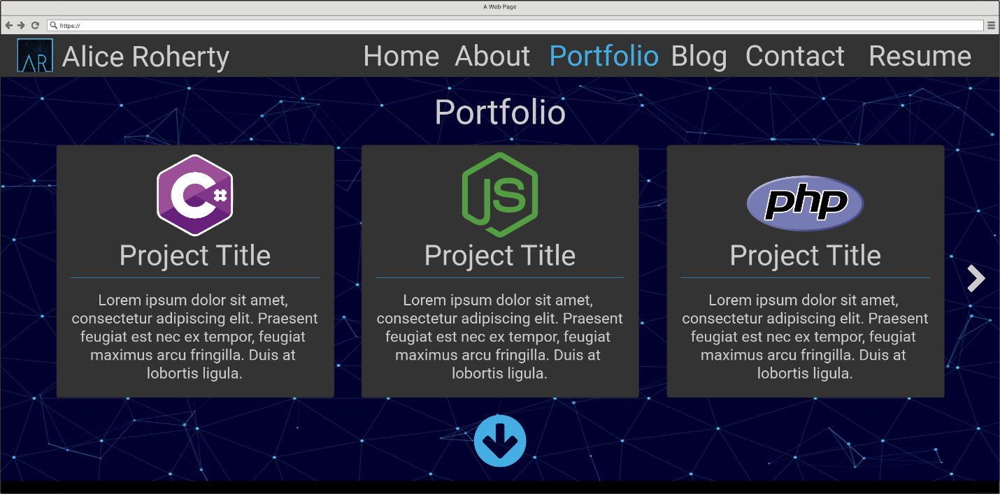 A Web Page
https://
AR Alice Roherty Home About Portfolio Blog Contact Resume
Portfolio
C#
Project Title
Lorem ipsum dolor sit amet,
consectetur adipiscing elit. Praesent
feugiat est nec ex tempor, feugiat
maximus arcu fringilla. Duis at
lobortis ligula.
JS
Project Title
Lorem ipsum dolor sit amet,
consectetur adipiscing elit. Praesent
feugiat est nec ex tempor, feugiat
maximus arcu fringilla. Duis at
lobortis ligula.
php
Project Title
Lorem ipsum dolor sit amet,
consectetur adipiscing elit. Praesent
feugiat est nec ex tempor, feugiat
maximus arcu fringilla. Duis at
lobortis ligula.